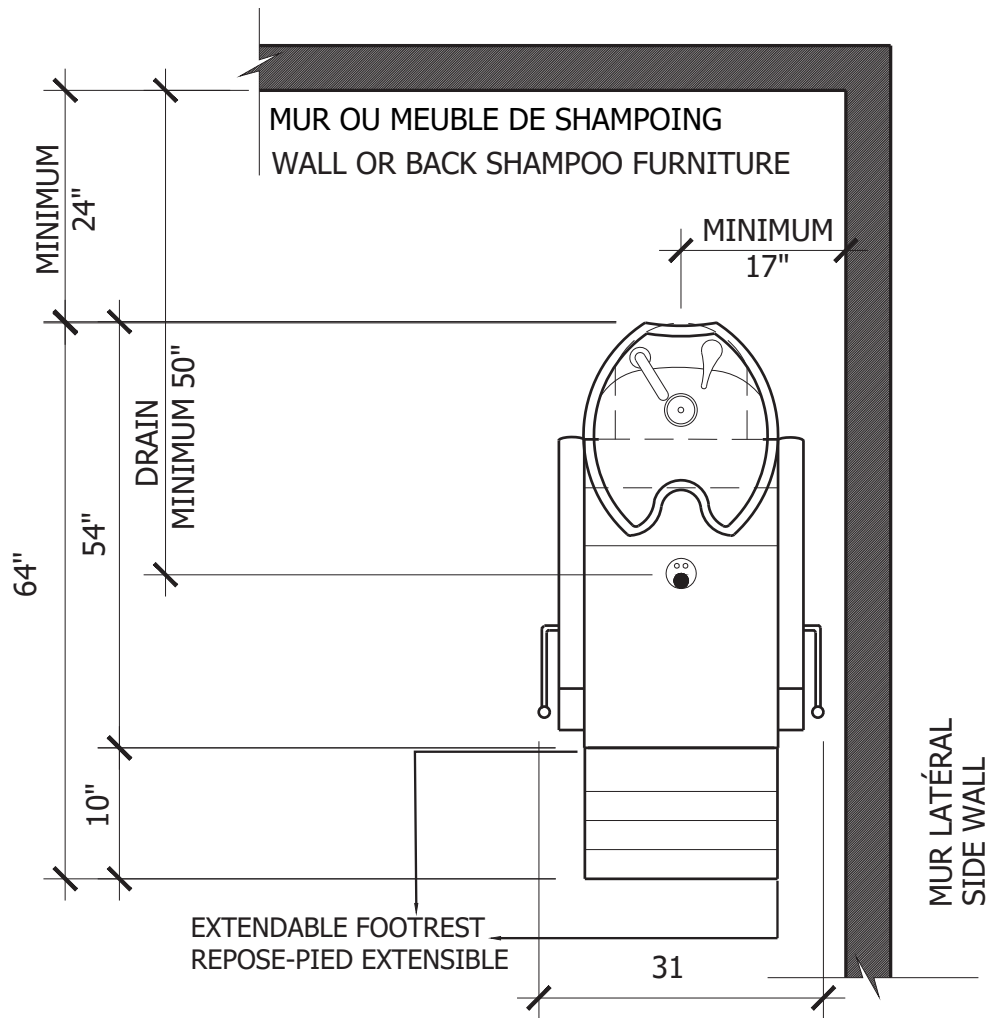 MUR OU MEUBLE DE SHAMPOING
WALL OR BACK SHAMPOO FURNITURE
MINIMUM
24"
MINIMUM
17"
DRAIN
MINIMUM 50"
54"
64"
10"
MUR LATÉRAL
SIDE WALL
EXTENDABLE FOOTREST
REPOSE-PIED EXTENSIBLE
31